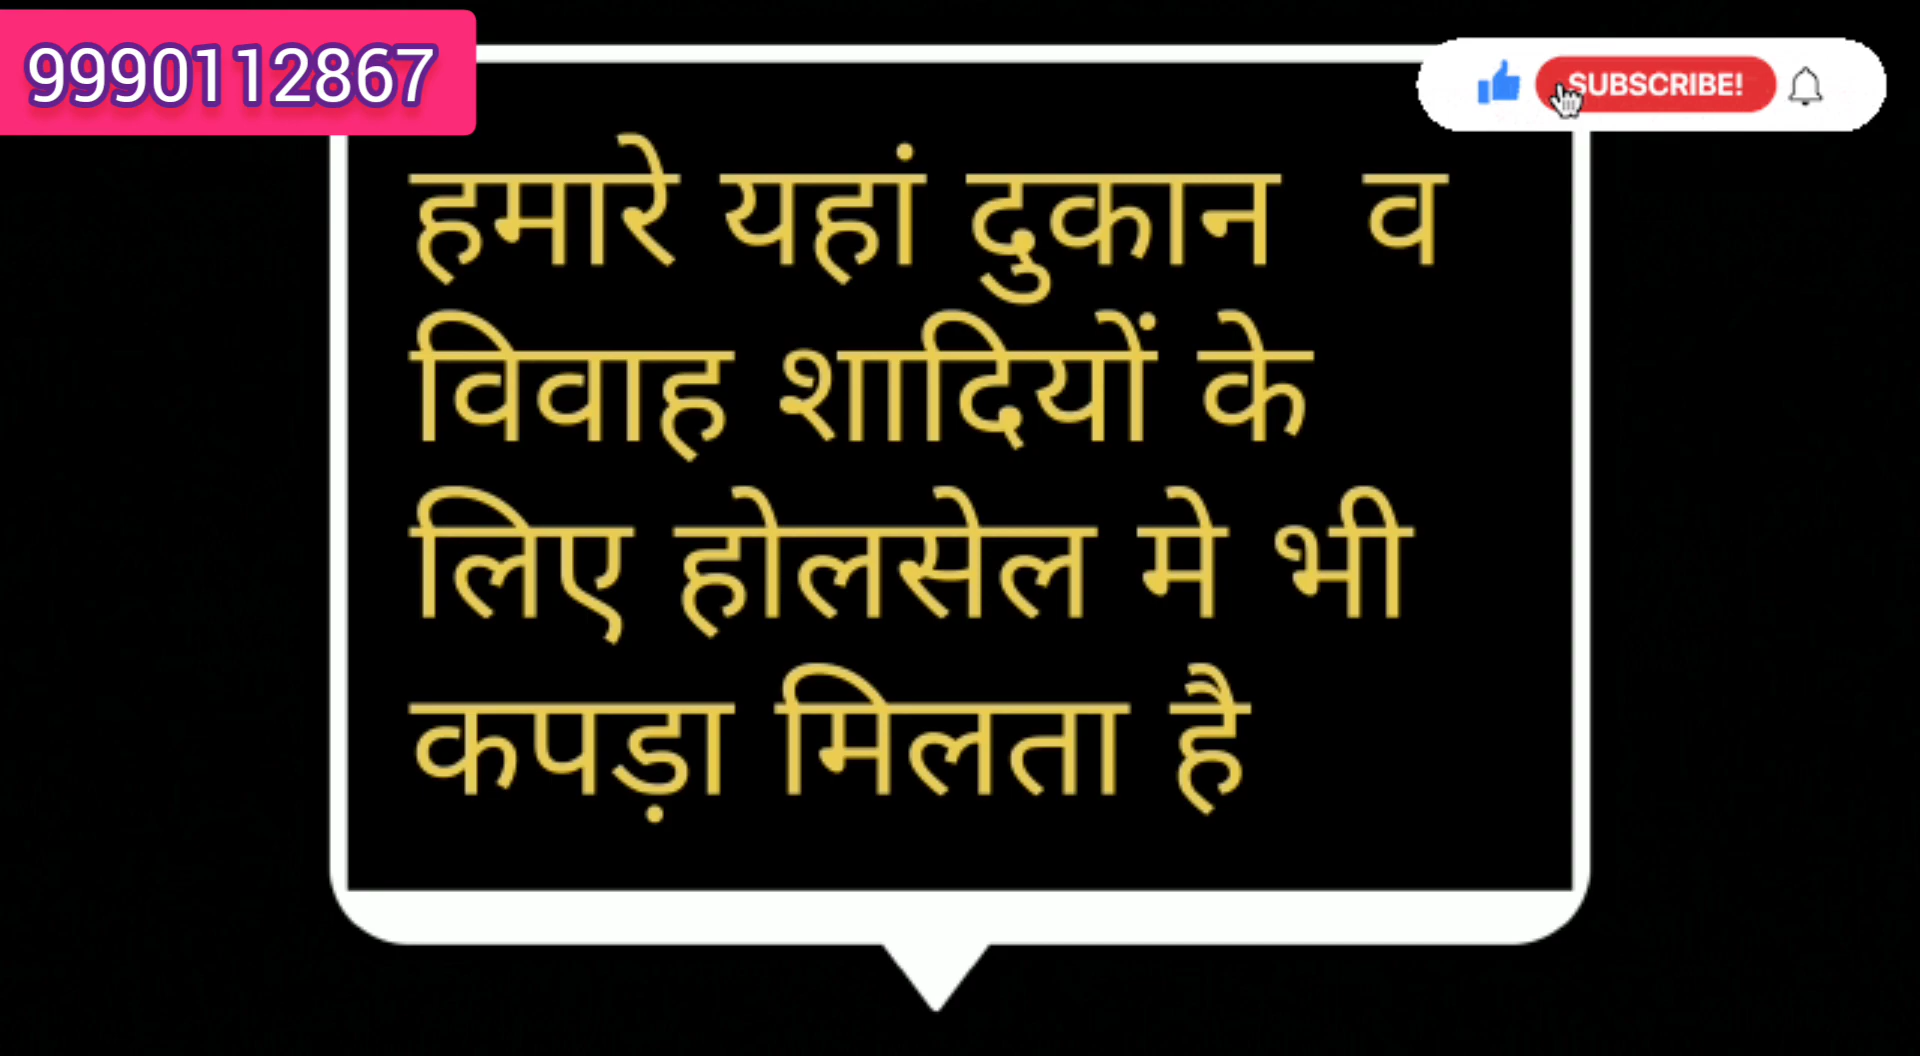 9990112867
SUBSCRIBE!
हमारे यहां दुकान व
विवाह शादियों के
लिए होलसेल मे भी
कपड़ा मिलता है